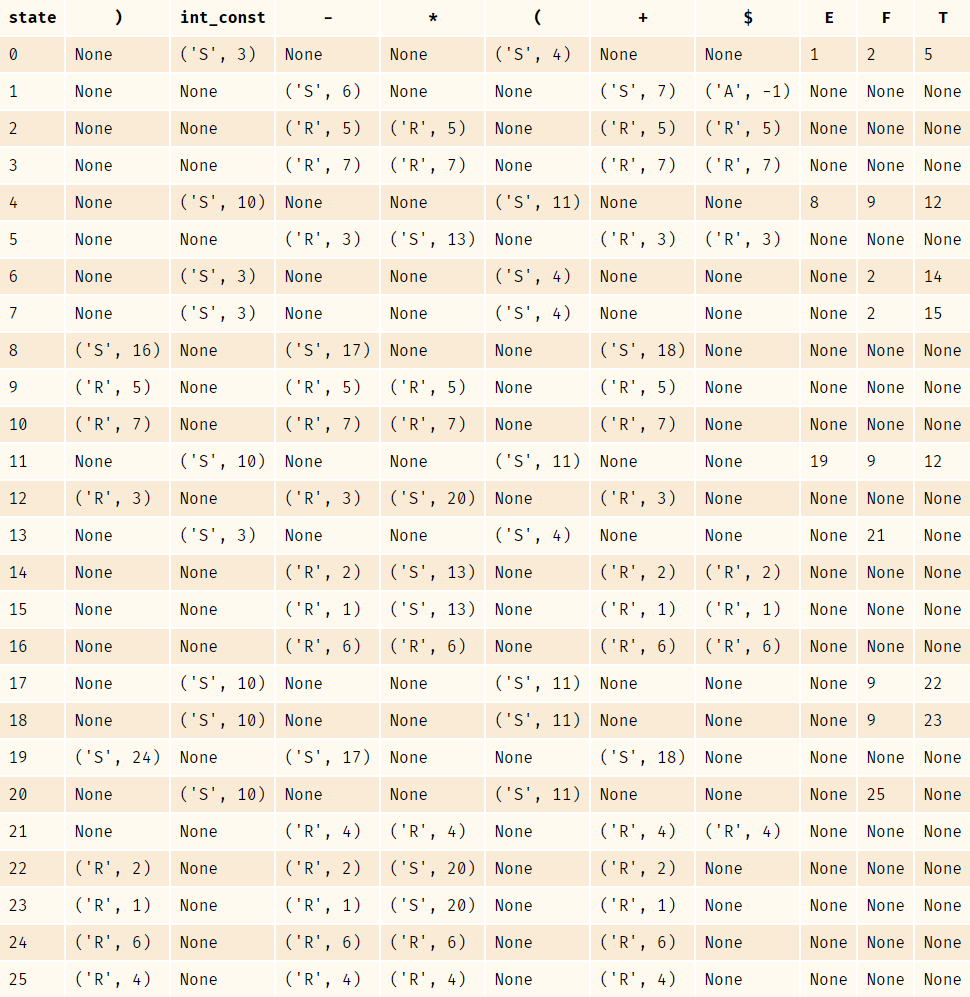 state ) int_const - * ( + $ E F T
0 None ('S', 3) None None ('S', 4) None None 1 2 5
1 None None ('S', 6) None None ('S', 7) ('A', -1) None None None
2 None None ('R', 5) ('R', 5) None ('R', 5) ('R', 5) None None None
3 None None ('R', 7) ('R', 7) None ('R', 7) ('R', 7) None None None
4 None ('S', 10) None None ('S', 11) None None 8 9 12
5 None None ('R', 3) ('S', 13) None ('R', 3) ('R', 3) None None None
6 None ('S', 3) None None ('S', 4) None None None 2 14
7 None ('S', 3) None None ('S', 4) None None None 2 15
8 ('S', 16) None ('S', 17) None None ('S', 18) None None None None
9 ('R', 5) None ('R', 5) ('R', 5) None ('R', 5) None None None None
10 ('R', 7) None ('R', 7) ('R', 7) None ('R', 7) None None None None
11 None ('S', 10) None None ('S', 11) None None 19 9 12
12 ('R', 3) None ('R', 3) ('S', 20) None ('R', 3) None None None None
13 None ('S', 3) None None ('S', 4) None None None 21 None
14 None None ('R', 2) ('S', 13) None ('R', 2) ('R', 2) None None None
15 None None ('R', 1) ('S', 13) None ('R', 1) ('R', 1) None None None
16 None None ('R', 6) ('R', 6) None ('R', 6) ('R', 6) None None None
17 None ('S', 10) None None ('S', 11) None None None 9 22
18 None ('S', 10) None None ('S', 11) None None None 9 23
19 ('S', 24) None ('S', 17) None None ('S', 18) None None None None
20 None ('S', 10) None None ('S', 11) None None None 25 None
21 None None ('R', 4) ('R', 4) None ('R', 4) ('R', 4) None None None
22 ('R', 2) None ('R', 2) ('S', 20) None ('R', 2) None None None None
23 ('R', 1) None ('R', 1) ('S', 20) None ('R', 1) None None None None
24 ('R', 6) None ('R', 6) ('R', 6) None ('R', 6) None None None None
25 ('R', 4) None ('R', 4) ('R', 4) None ('R', 4) None None None None